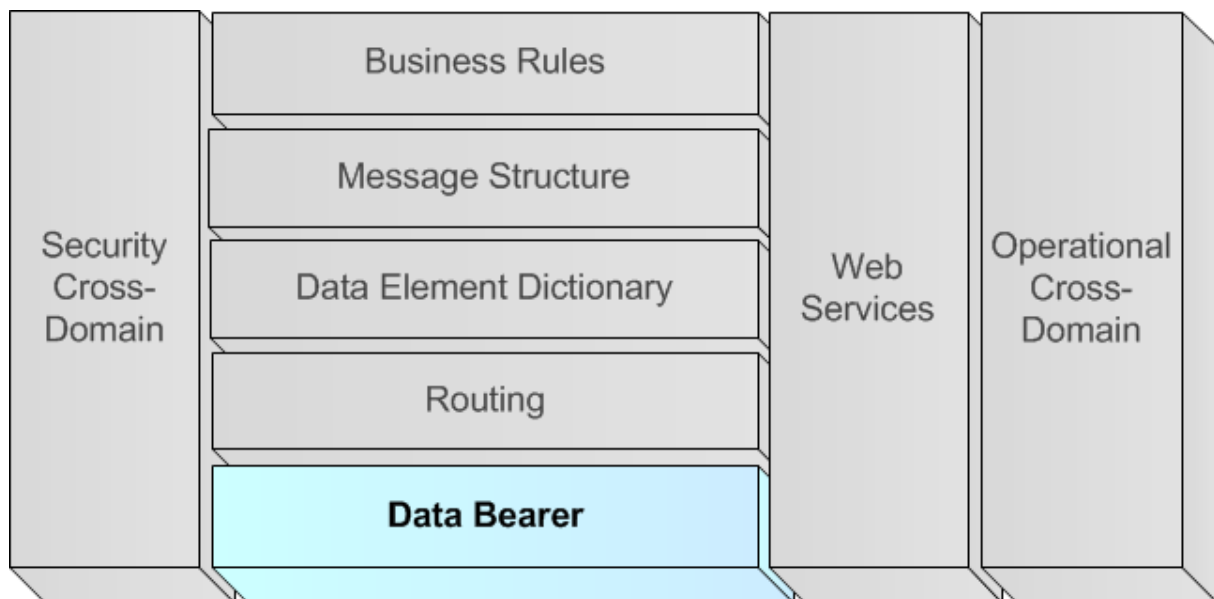 Security
Cross-
Domain
Business Rules
Message Structure
Data Element Dictionary
Routing
Data Bearer
Web
Services
Operational
Cross-
Domain